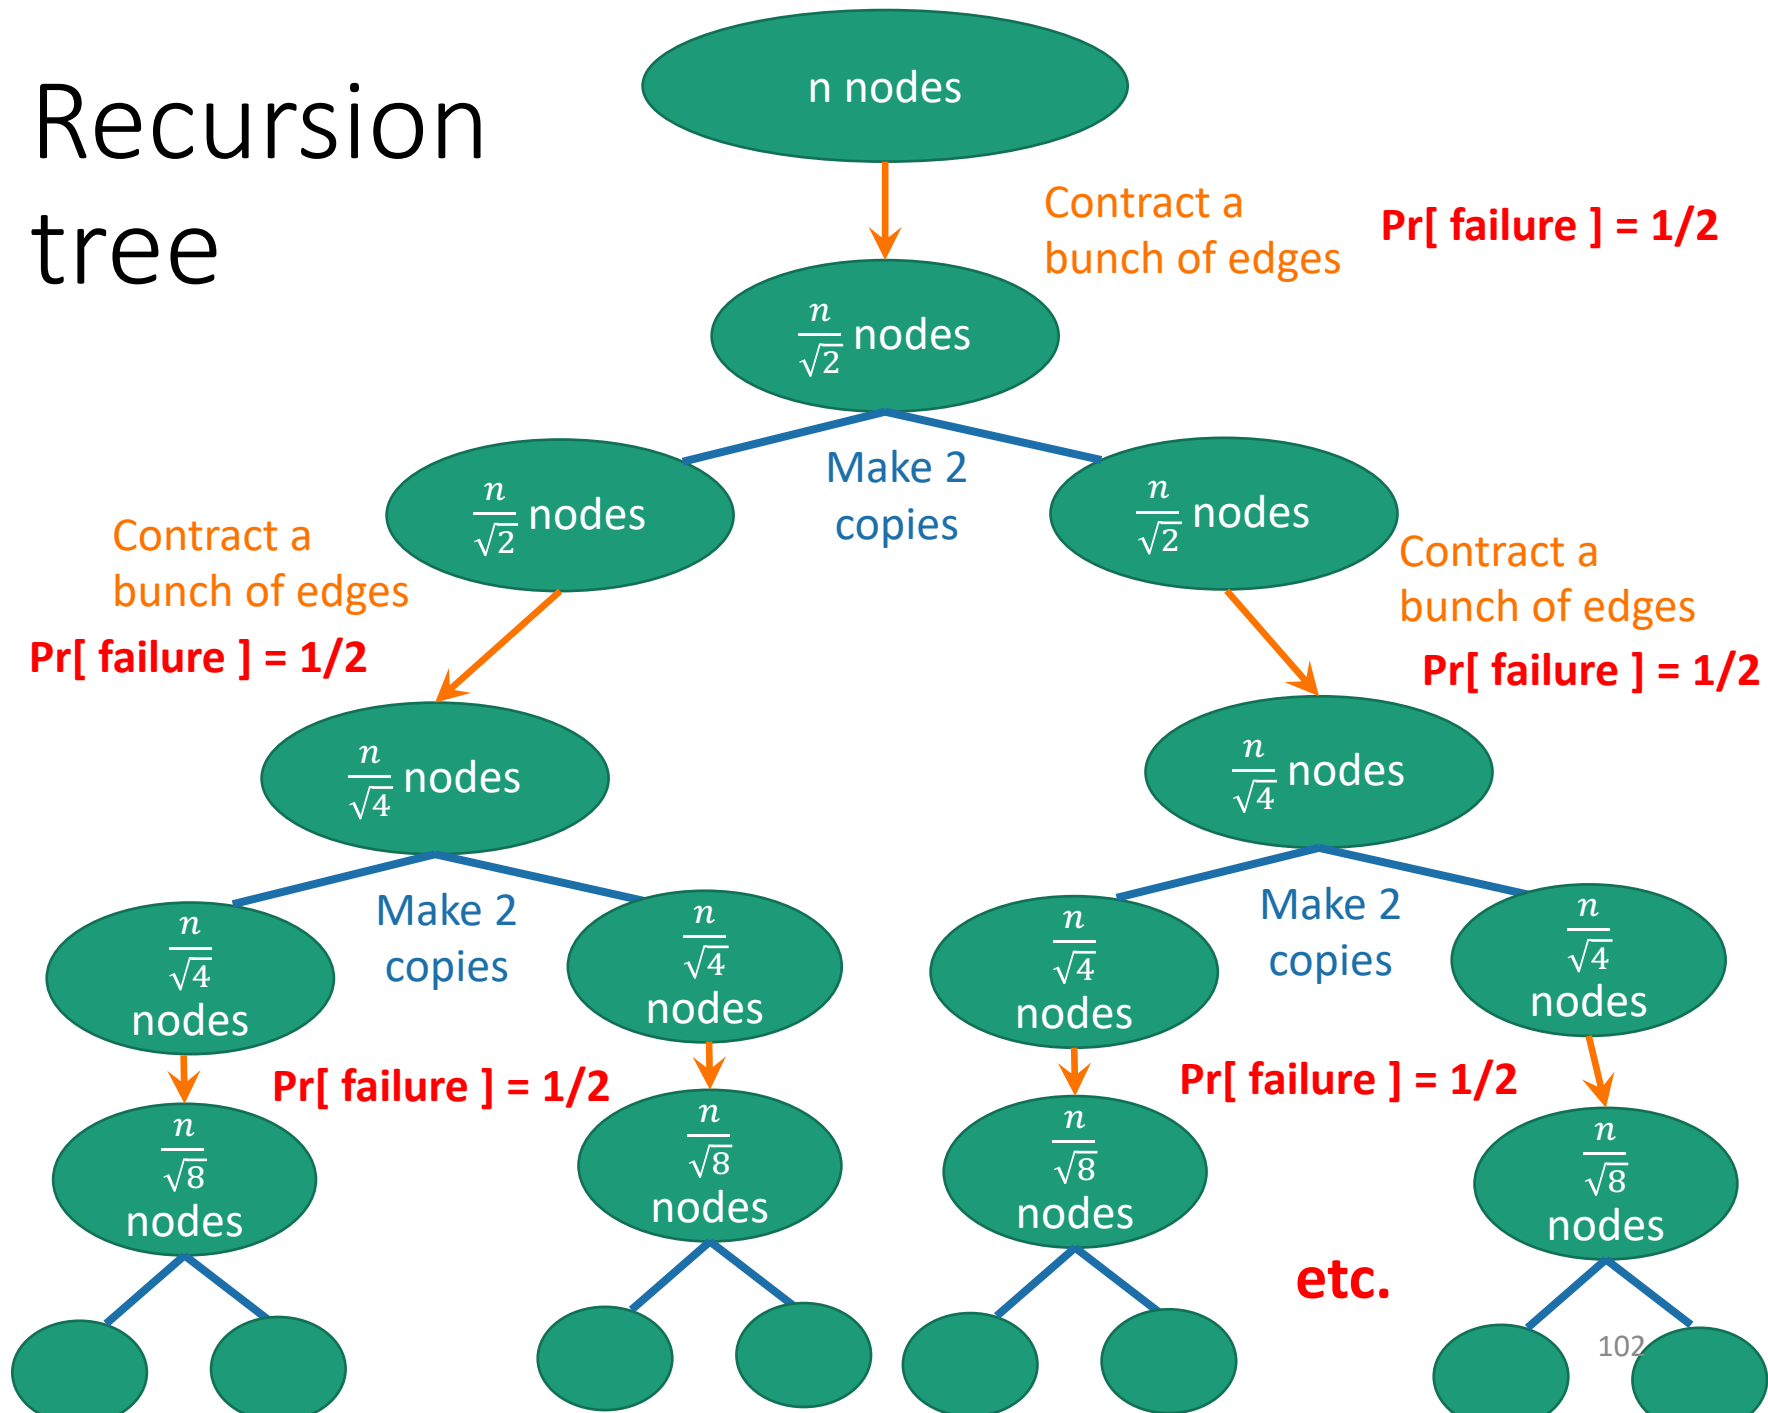 Recursion
tree
n nodes
Contract a
bunch of edges
Pr[ failure ] = 1/2
n/√2 nodes
Make 2
copies
n/√2 nodes
n/√2 nodes
Contract a
bunch of edges
Pr[ failure ] = 1/2
Contract a
bunch of edges
Pr[ failure ] = 1/2
n/√4 nodes
n/√4 nodes
Make 2
copies
Make 2
copies
n/√4
nodes
n/√4
nodes
n/√4
nodes
n/√4
nodes
Pr[ failure ] = 1/2
Pr[ failure ] = 1/2
n/√8
nodes
n/√8
nodes
n/√8
nodes
n/√8
nodes
etc.
102